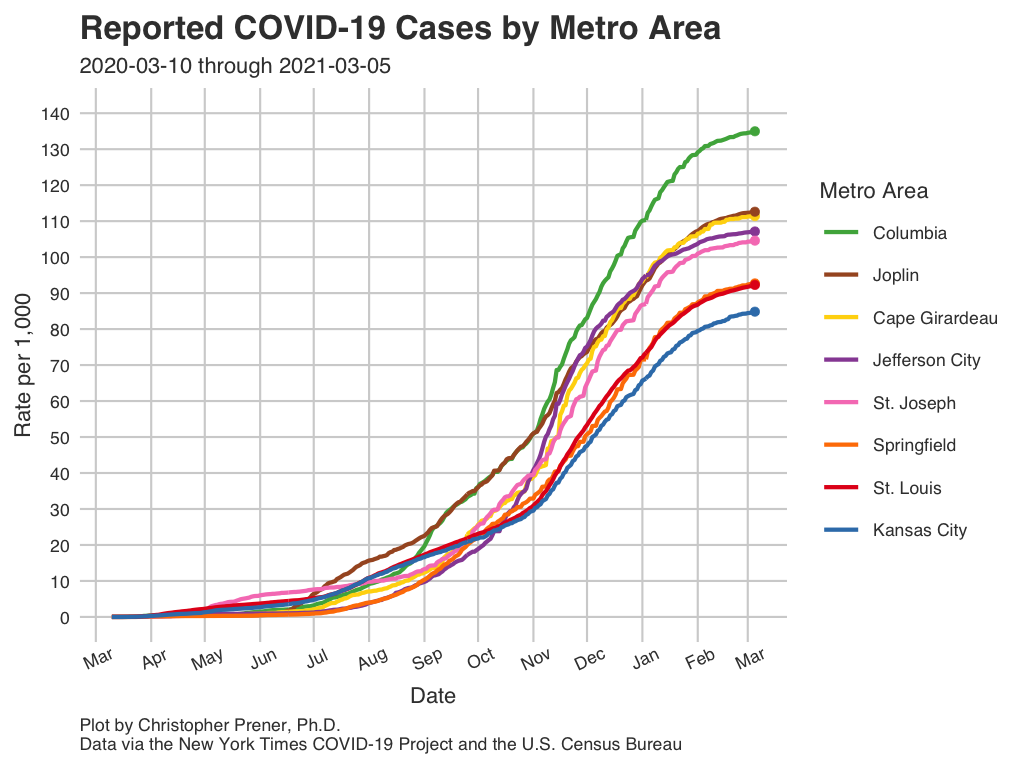 Reported COVID-19 Cases by Metro Area
2020-03-10 through 2021-03-05
Rate per 1,000
140
130
120
110
100
90
80
70
60
50
40
30
20
10
0
Mar Apr May Jun Jul Aug Sep Oct Nov Dec Jan Feb Mar
Date
Metro Area
Columbia
Joplin
Cape Girardeau
Jefferson City
St. Joseph
Springfield
St. Louis
Kansas City
Plot by Christopher Prener, Ph.D.
Data via the New York Times COVID-19 Project and the U.S. Census Bureau